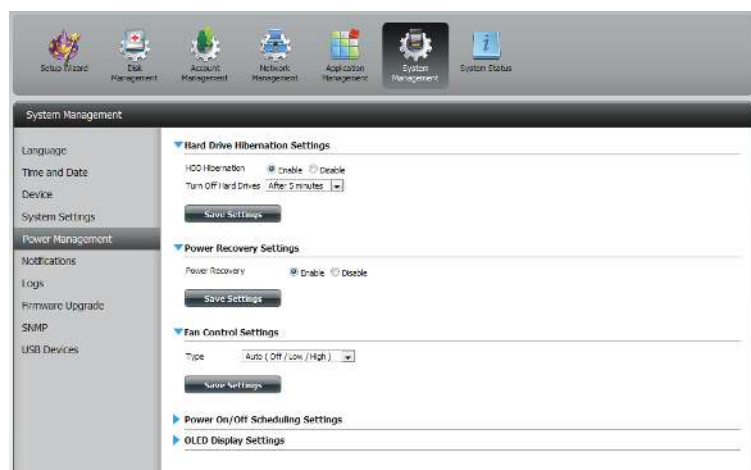 Setup Wizard
Disk Management
Account Management
Network Management
Application Management
System Management
System Status
System Management
Language
Time and Date
Device
System Settings
Power Management
Notifications
Logs
Firmware Upgrade
SNMP
USB Devices
Hard Drive Hibernation Settings
HDD Hibernation Enable Disable
Turn Off Hard Drives After 5 minutes
Save Settings
Power Recovery Settings
Power Recovery Enable Disable
Save Settings
Fan Control Settings
Type Auto ( Off / Low / High )
Save Settings
Power On/Off Scheduling Settings
OLED Display Settings